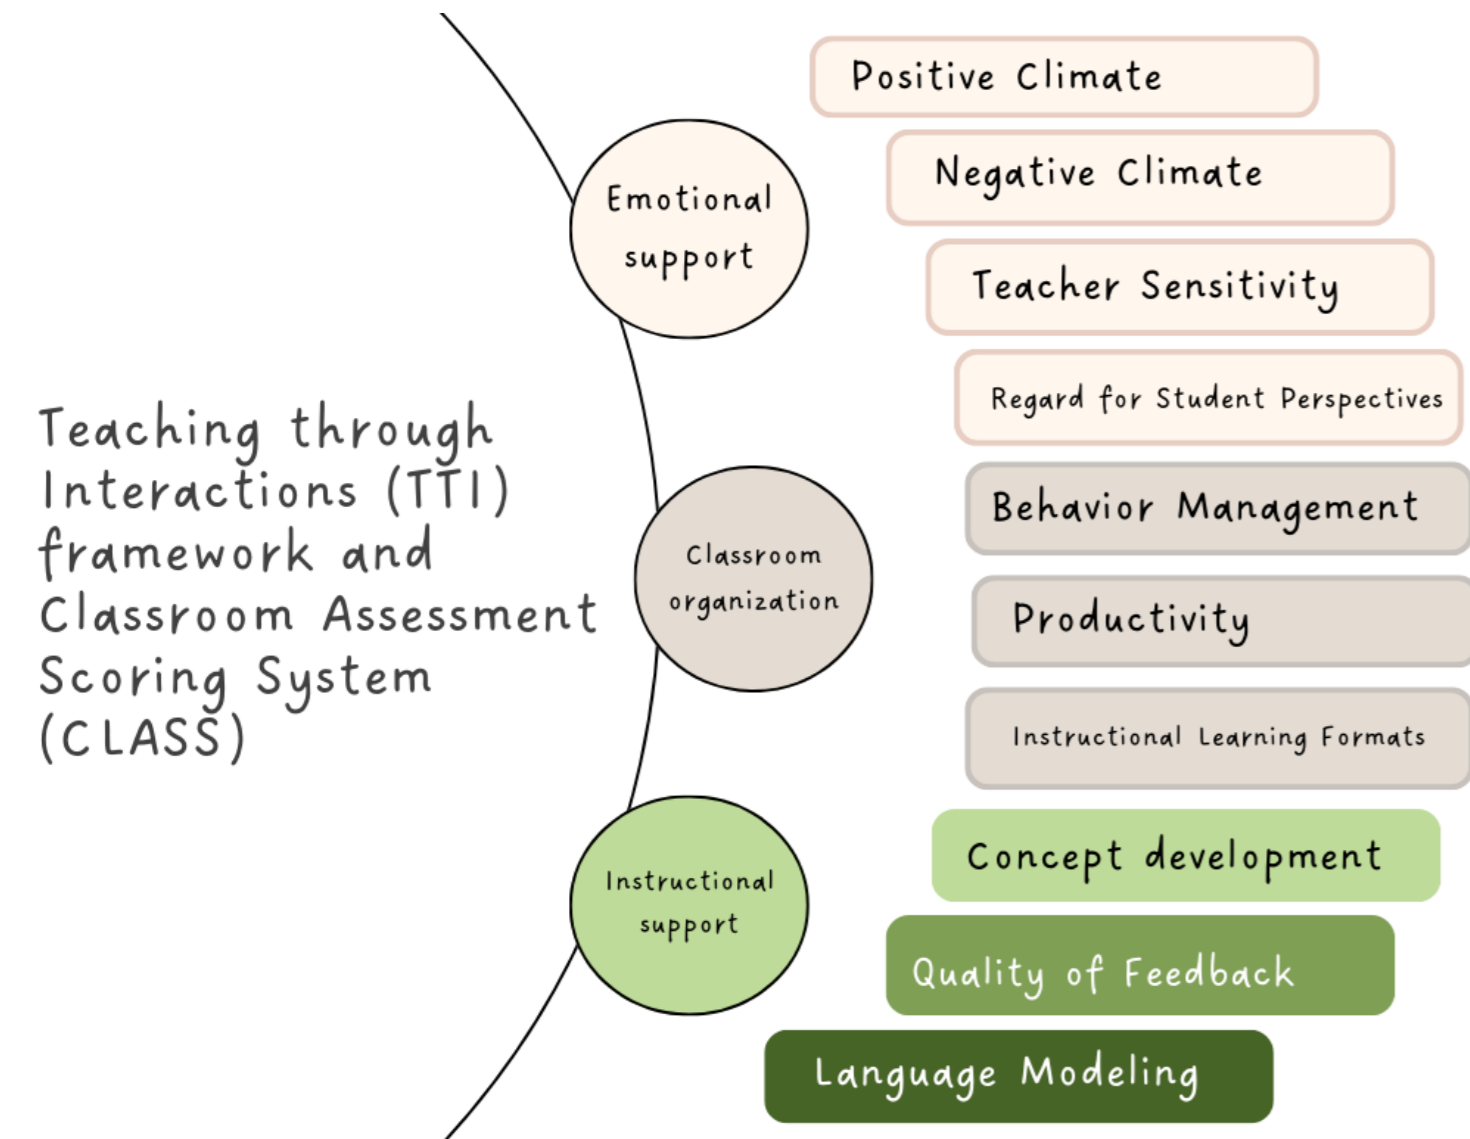 Teaching through
Interactions (TTI)
framework and
Classroom Assessment
Scoring System
(CLASS)
Emotional
support
Positive Climate
Negative Climate
Teacher Sensitivity
Regard for Student Perspectives
Classroom
organization
Behavior Management
Productivity
Instructional Learning Formats
Instructional
support
Concept development
Quality of Feedback
Language Modeling